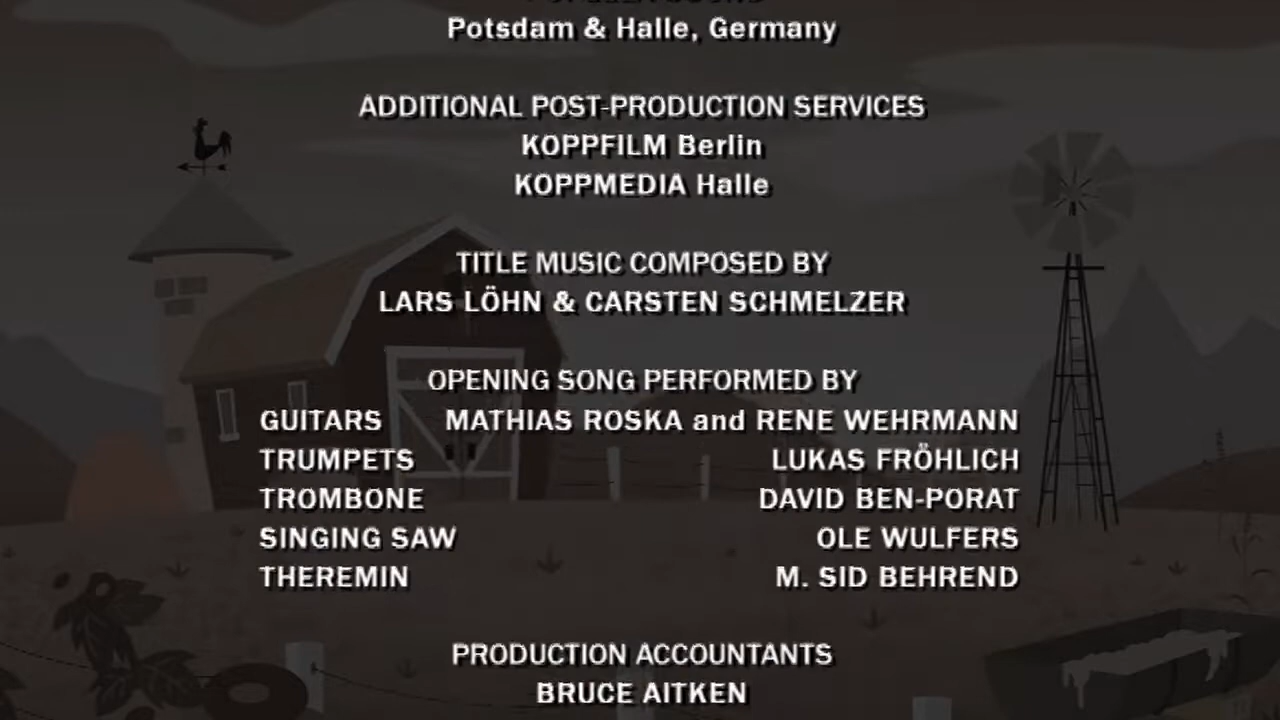 Potsdam & Halle, Germany
ADDITIONAL POST-PRODUCTION SERVICES
KOPPFILM Berlin
KOPPMEDIA Halle
TITLE MUSIC COMPOSED BY
LARS LÖHN & CARSTEN SCHMELZER
OPENING SONG PERFORMED BY
GUITARS MATHIAS ROSKA and RENE WEHRMANN
TRUMPETS LUKAS FRÖHLICH
TROMBONE DAVID BEN-PORAT
SINGING SAW OLE WULFERS
THEREMIN M. SID BEHREND
PRODUCTION ACCOUNTANTS
BRUCE AITKEN